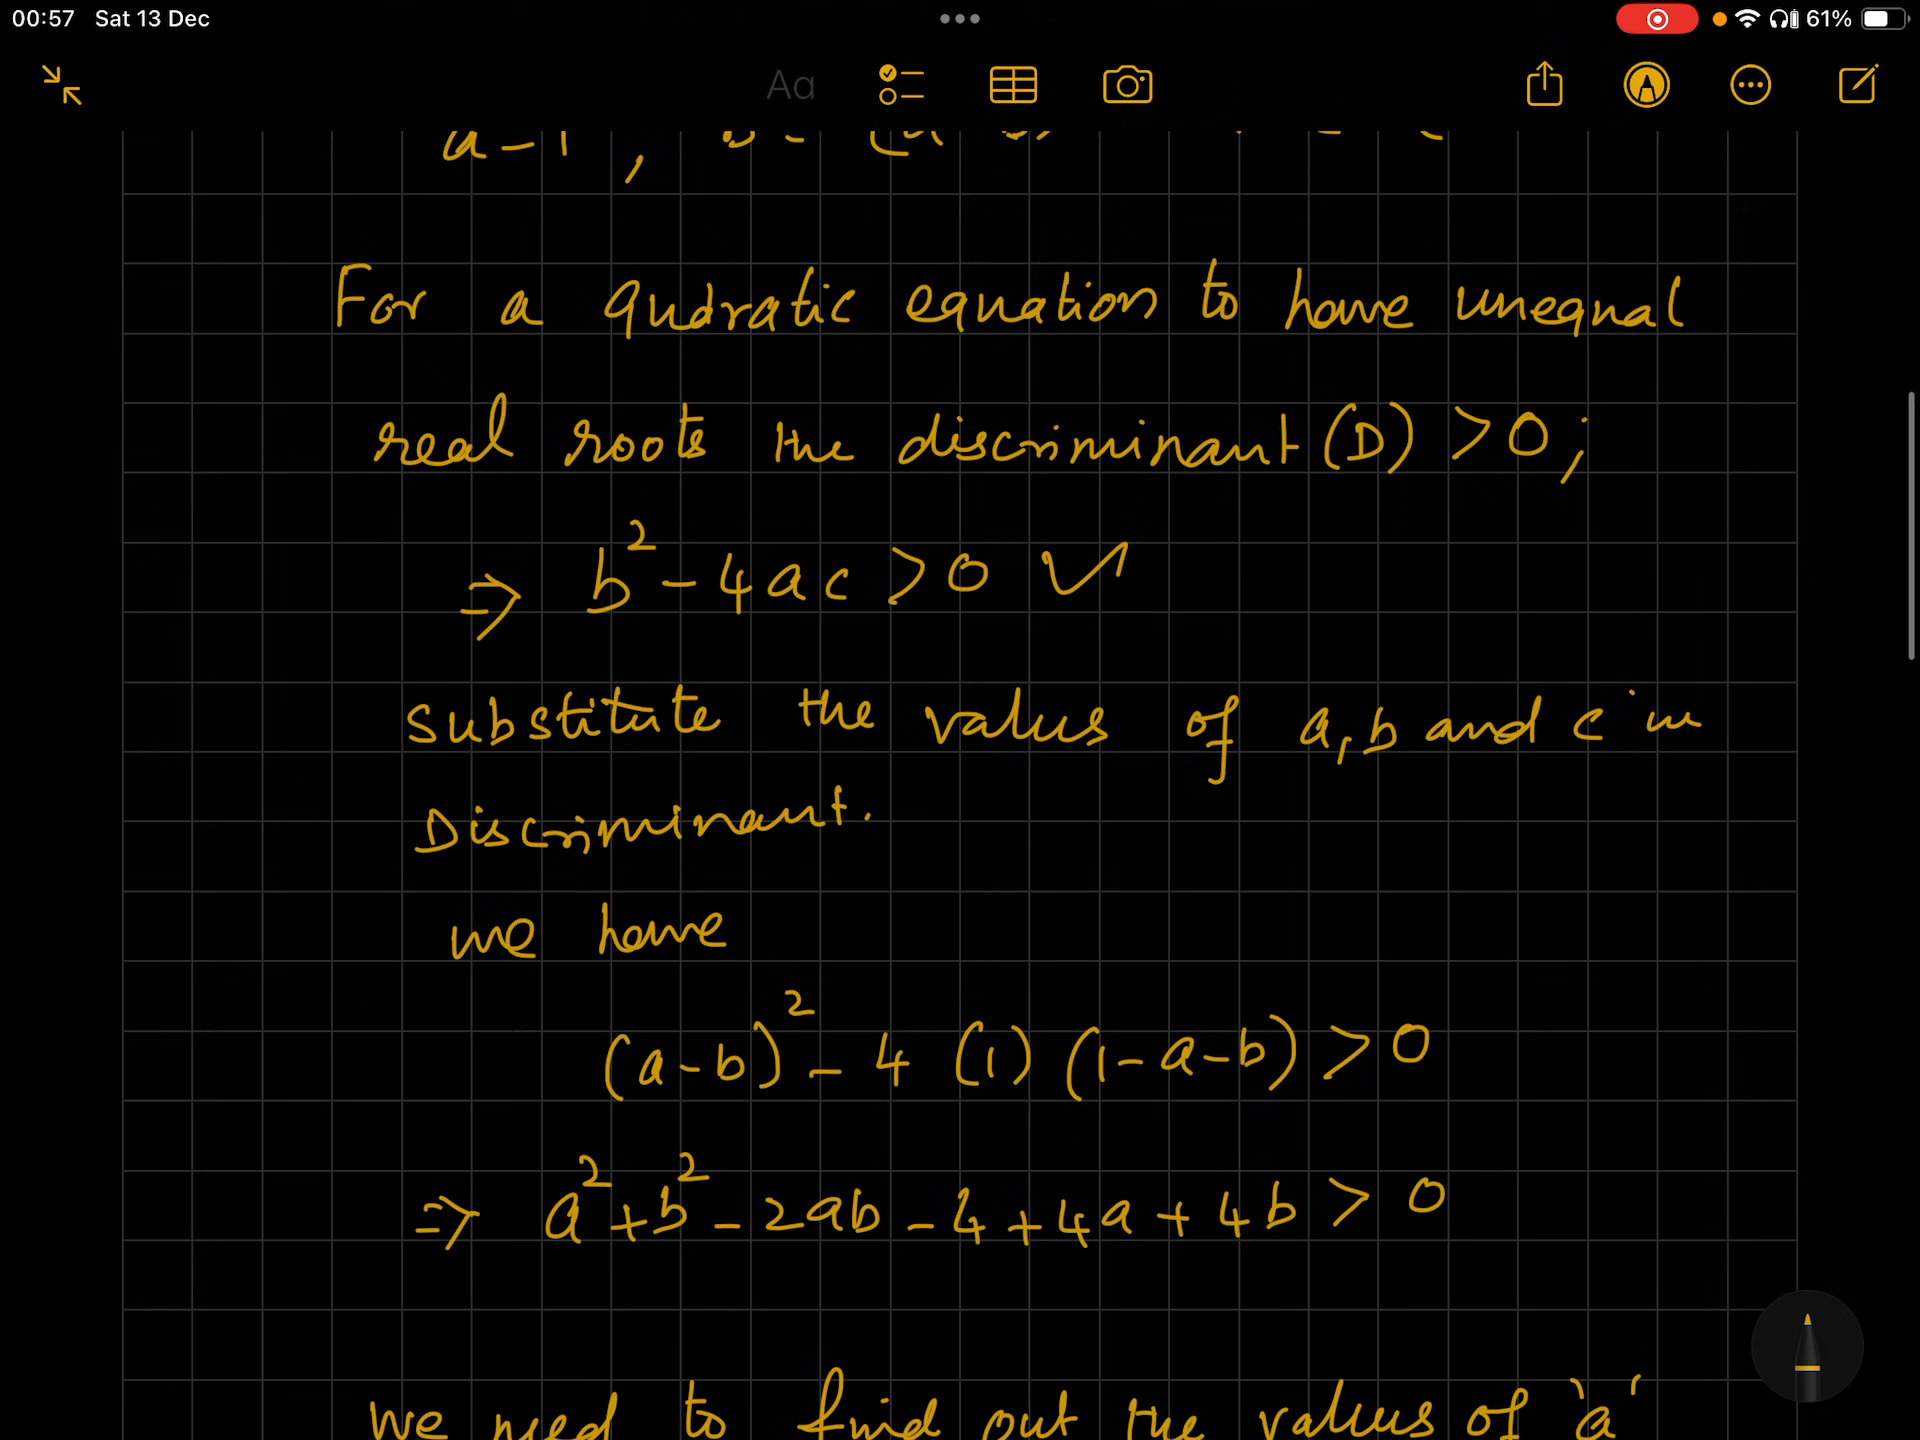 00:57 Sat 13 Dec
61%
Aa
For a qudratic equation to have unequal
real roots the discriminant (D) > 0;
⇒ b² - 4ac > 0 ✓
Substitute the values of a, b and c in
Discriminant.
we have
(a-b)² - 4 (1) (1-a-b) > 0
⇒ a² + b² - 2ab - 4 + 4a + 4b > 0
We need to find out the values of 'a'